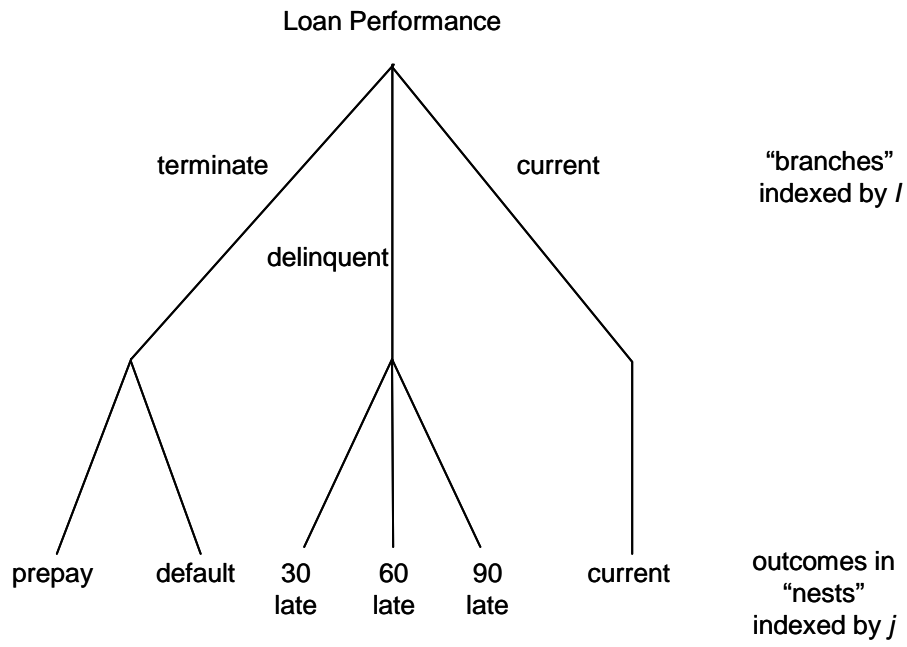 Loan Performance
terminate
current
“branches”
indexed by l
delinquent
prepay
default
30
late
60
late
90
late
current
outcomes in
“nests”
indexed by j